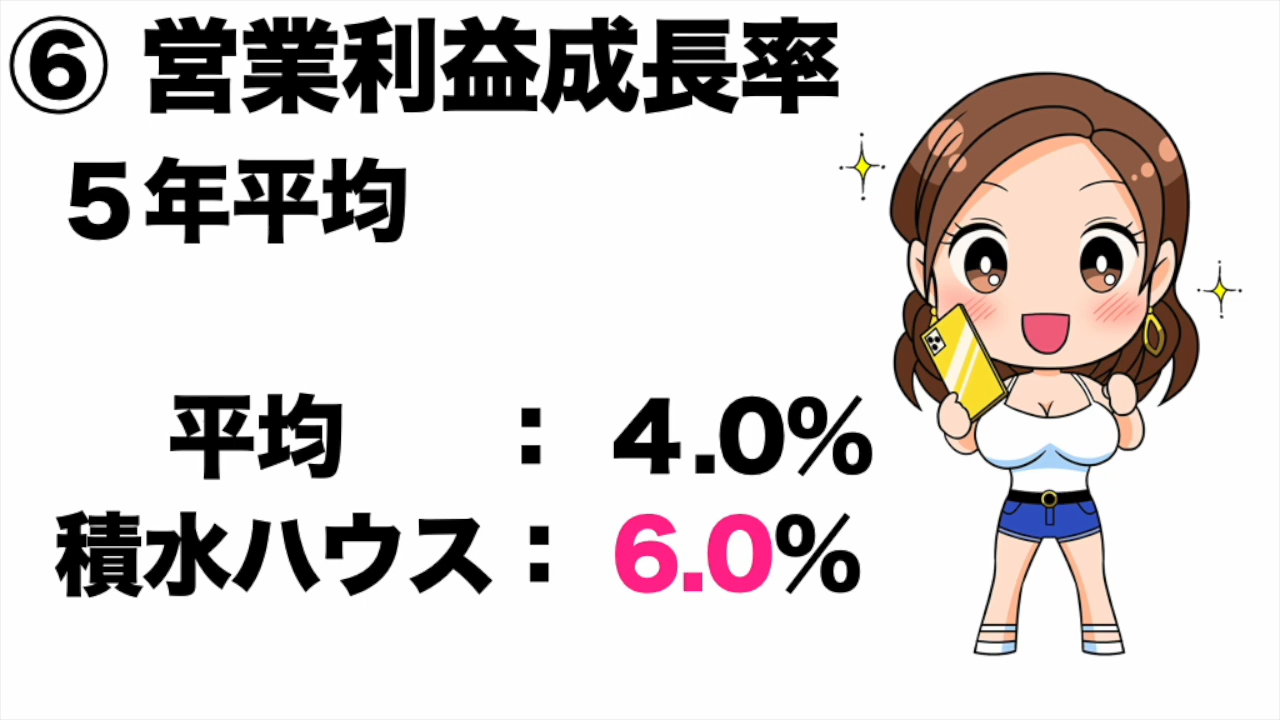 ⑥ 営業利益成長率
5年平均
平均 : 4.0%
積水ハウス : 6.0%